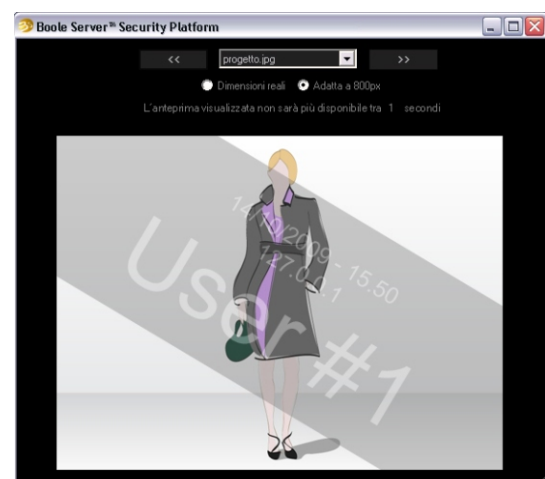 Boole Server™ Security Platform
<< progetto.jpg >>
Dimensioni reali Adatta a 800px
L'anteprima visualizzata non sarà più disponibile tra 1 secondi
14/10/2009 - 15.50
127.0.0.1
User #1